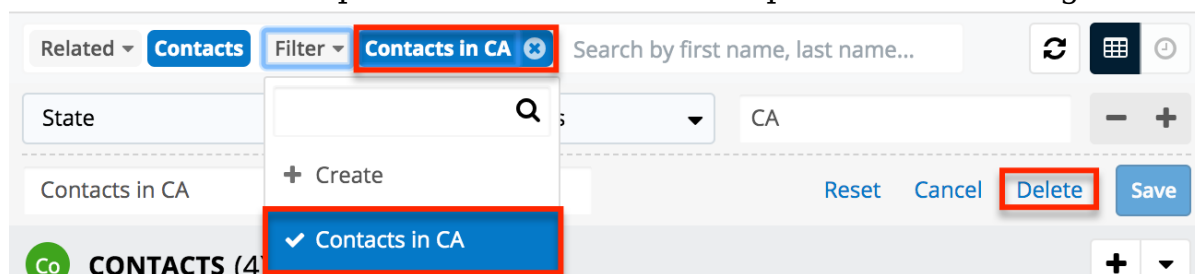 Related Contacts Filter Contacts in CA Search by first name, last name...
State CA
+ Create
Contacts in CA Reset Cancel Delete Save
Contacts in CA
Co CONTACTS (4